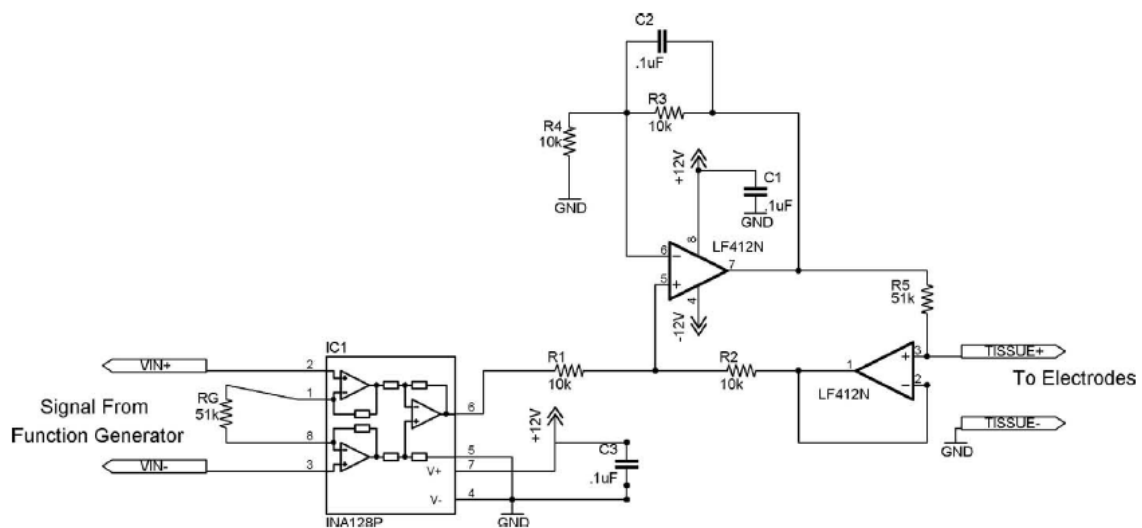 C2
.1uF
R3
10k
R4
10k
GND
+12V
C1
.1uF
GND
8
LF412N
6
7
5
4
-12V
R5
51k
IC1
VIN+
2
1
RG
51k
8
VIN-
3
Signal From
Function Generator
6
5
7
4
V+
V-
INA128P
R1
10k
R2
10k
+12V
C3
.1uF
GND
1
3
2
LF412N
TISSUE+
To Electrodes
TISSUE-
GND